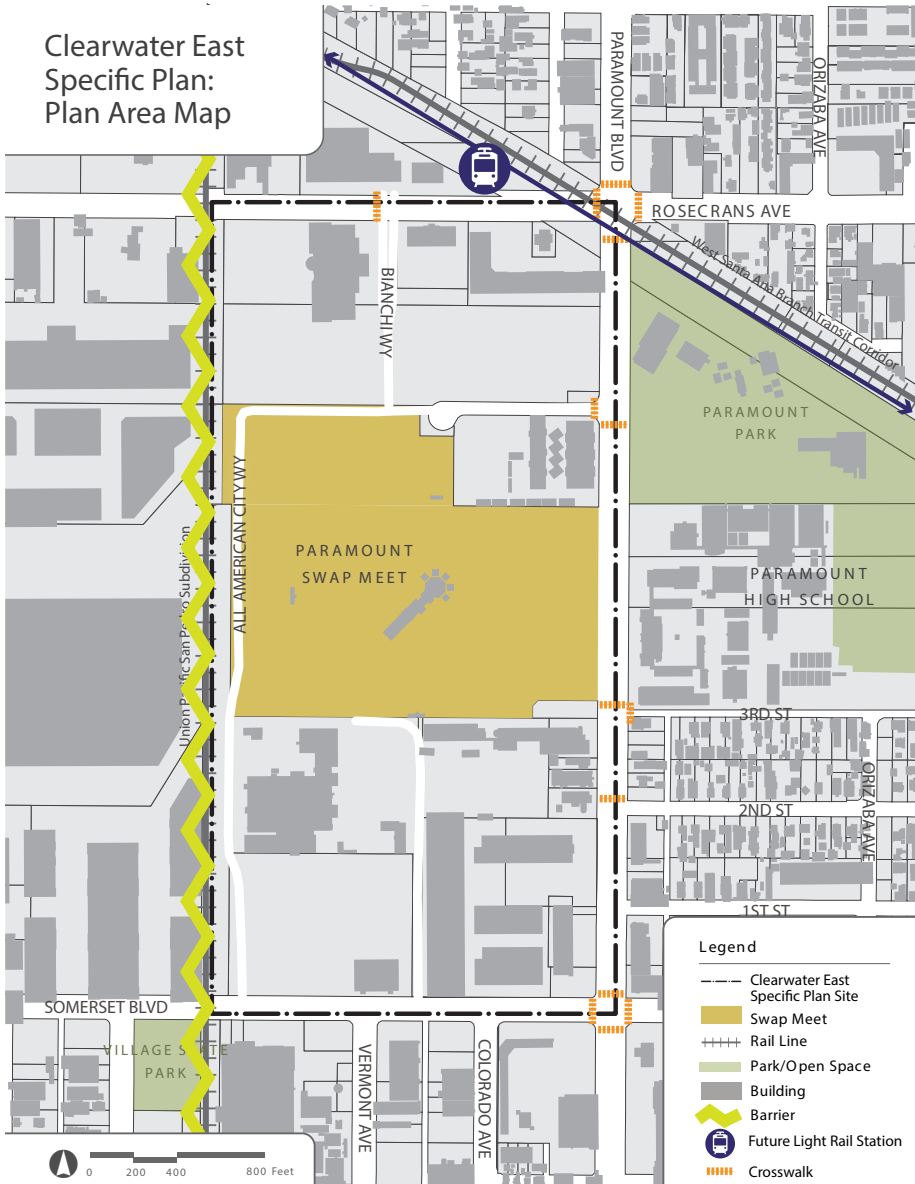 Clearwater East
Specific Plan:
Plan Area Map
PARAMOUNT BLVD
ORIZABA AVE
ROSECRANS AVE
BIANCHI WY
West Santa Ana Branch Transit Corridor
PARAMOUNT
PARK
ALL AMERICAN CITY WY
Union Pacific San Pedro Subdivision
PARAMOUNT
SWAP MEET
PARAMOUNT
HIGH SCHOOL
3RD ST
ORIZABA AVE
2ND ST
1ST ST
SOMERSET BLVD
VILLAGE SKATE
PARK
VERMONT AVE
COLORADO AVE
Legend
Clearwater East
Specific Plan Site
Swap Meet
Rail Line
Park/Open Space
Building
Barrier
Future Light Rail Station
Crosswalk
0 200 400 800 Feet